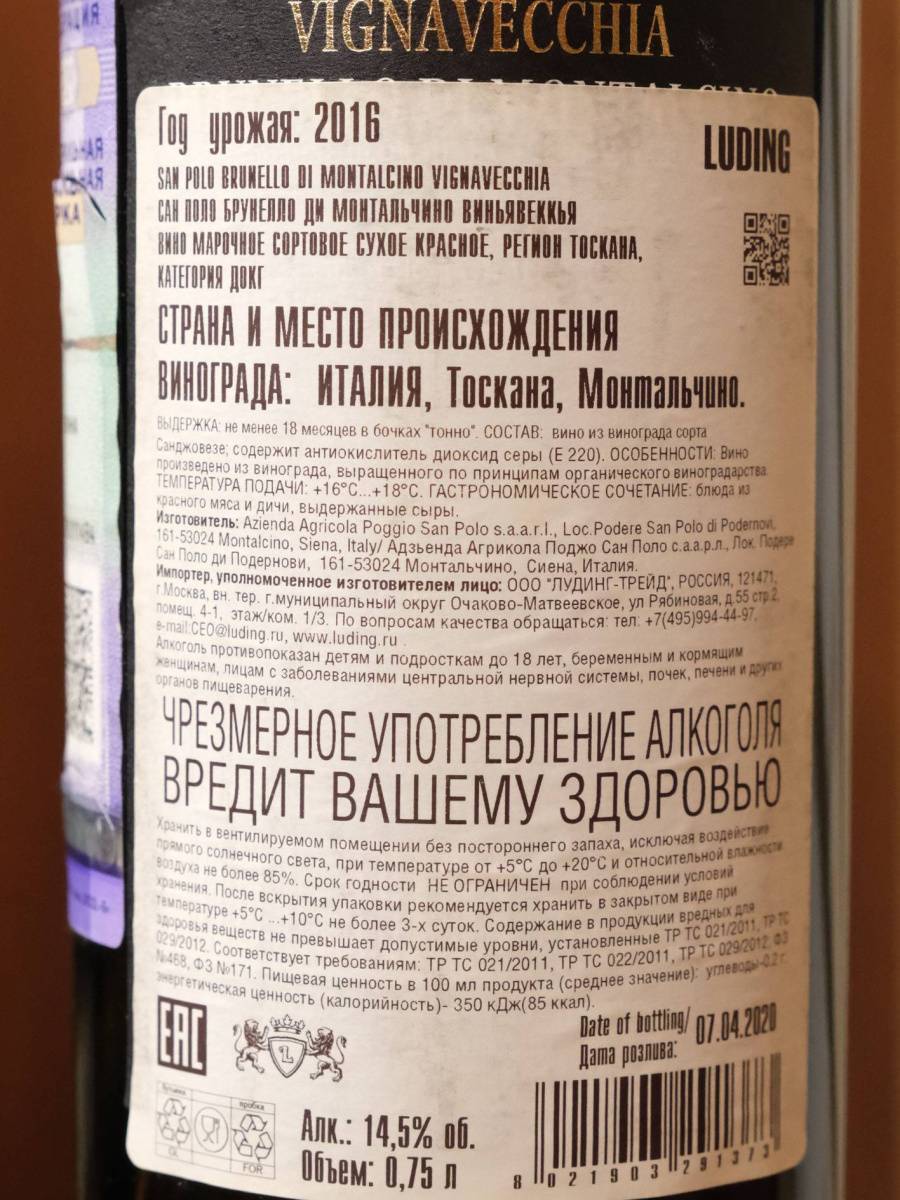 VIGNAVECCHIA
BRUNELLO DI MONTALCINO
Год урожая: 2016
LUDING
SAN POLO BRUNELLO DI MONTALCINO VIGNAVECCHIA
САН ПОЛО БРУНЕЛЛО ДИ МОНТАЛЬЧИНО ВИНЬЯВЕККЬЯ
ВИНО МАРОЧНОЕ СОРТОВОЕ СУХОЕ КРАСНОЕ, РЕГИОН ТОСКАНА,
КАТЕГОРИЯ ДОКГ
СТРАНА И МЕСТО ПРОИСХОЖДЕНИЯ
ВИНОГРАДА: ИТАЛИЯ, Тоскана, Монтальчино.
ВЫДЕРЖКА: не менее 18 месяцев в бочках "тонно". СОСТАВ: вино из винограда сорта
Санджовезе; содержит антиокислитель диоксид серы (Е 220). ОСОБЕННОСТИ: Вино
произведено из винограда, выращенного по принципам органического виноградарства.
ТЕМПЕРАТУРА ПОДАЧИ: +16°С...+18°С. ГАСТРОНОМИЧЕСКОЕ СОЧЕТАНИЕ: блюда из
красного мяса и дичи, выдержанные сыры.
Изготовитель: Azienda Agricola Poggio San Polo s.a.a.r.l., Loc.Podere San Polo di Podernovi,
161-53024 Montalcino, Siena, Italy/ Адзьенда Агрикола Поджо Сан Поло с.а.а.р.л., Лок. Подере
Сан Поло ди Подернови, 161-53024 Монтальчино, Сиена, Италия.
Импортер, уполномоченное изготовителем лицо: ООО "ЛУДИНГ-ТРЕЙД", РОССИЯ, 121471,
г.Москва, вн. тер. г.муниципальный округ Очаково-Матвеевское, ул Рябиновая, д.55 стр.2,
помещ. 4-1, этаж/ком. 1/3. По вопросам качества обращаться: тел: +7(495)994-44-97,
e-mail:CEO@luding.ru, www.luding.ru
Алкоголь противопоказан детям и подросткам до 18 лет, беременным и кормящим
женщинам, лицам с заболеваниями центральной нервной системы, почек, печени и других
органов пищеварения.
ЧРЕЗМЕРНОЕ УПОТРЕБЛЕНИЕ АЛКОГОЛЯ
ВРЕДИТ ВАШЕМУ ЗДОРОВЬЮ
Хранить в вентилируемом помещении без постороннего запаха, исключая воздействие
прямого солнечного света, при температуре от +5°С до +20°С и относительной влажности
воздуха не более 85%. Срок годности НЕ ОГРАНИЧЕН при соблюдении условий
хранения. После вскрытия упаковки рекомендуется хранить в закрытом виде при
температуре +5°С ...+10°С не более 3-х суток. Содержание в продукции вредных для
здоровья веществ не превышает допустимые уровни, установленные ТР ТС 021/2011, ТР ТС
029/2012. Соответствует требованиям: ТР ТС 021/2011, ТР ТС 022/2011, ТР ТС 029/2012, ФЗ
№468, ФЗ №171. Пищевая ценность в 100 мл продукта (среднее значение): углеводы-0,2 г,
энергетическая ценность (калорийность)- 350 кДж(85 ккал).
EAC
L
Date of bottling/
Дата розлива:
07.04.2020
бутылка
GL
пробка
FOR
Алк.: 14,5% об.
Объем: 0,75 л
8 021903 291373